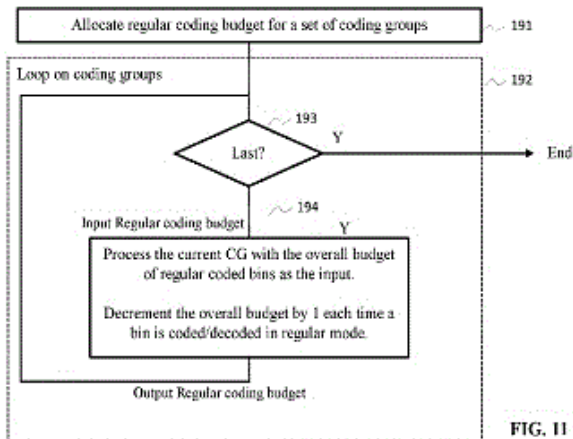 Allocate regular coding budget for a set of coding groups
191
Loop on coding groups
192
193
Last?
Y
End
194
Input Regular coding budget
Y
Process the current CG with the overall budget
of regular coded bins as the input.
Decrement the overall budget by 1 each time a
bin is coded/decoded in regular mode.
Output Regular coding budget
FIG, 11